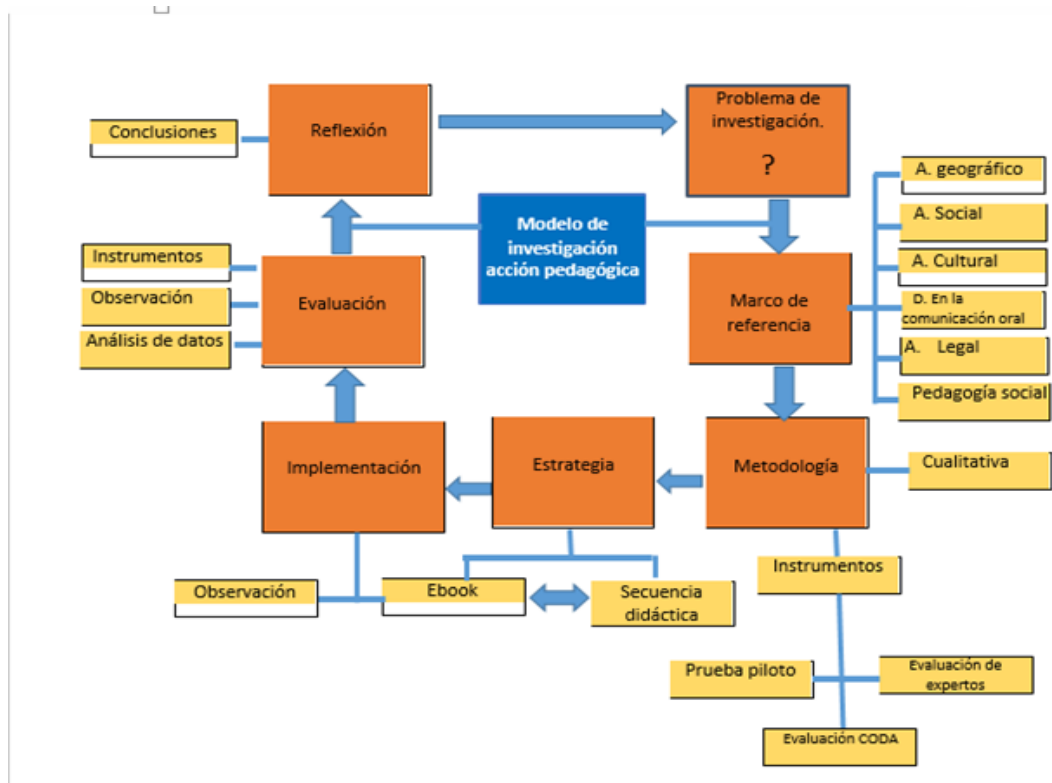 Reflexión
Conclusiones
Problema de
investigación.
?
Modelo de
investigación
acción pedagógica
A. geográfico
A. Social
A. Cultural
D. En la
comunicación oral
A. Legal
Pedagogía social
Marco de
referencia
Instrumentos
Observación
Análisis de datos
Evaluación
Implementación
Estrategia
Metodología
Cualitativa
Observación
Ebook
Secuencia
didáctica
Instrumentos
Prueba piloto
Evaluación de
expertos
Evaluación CODA